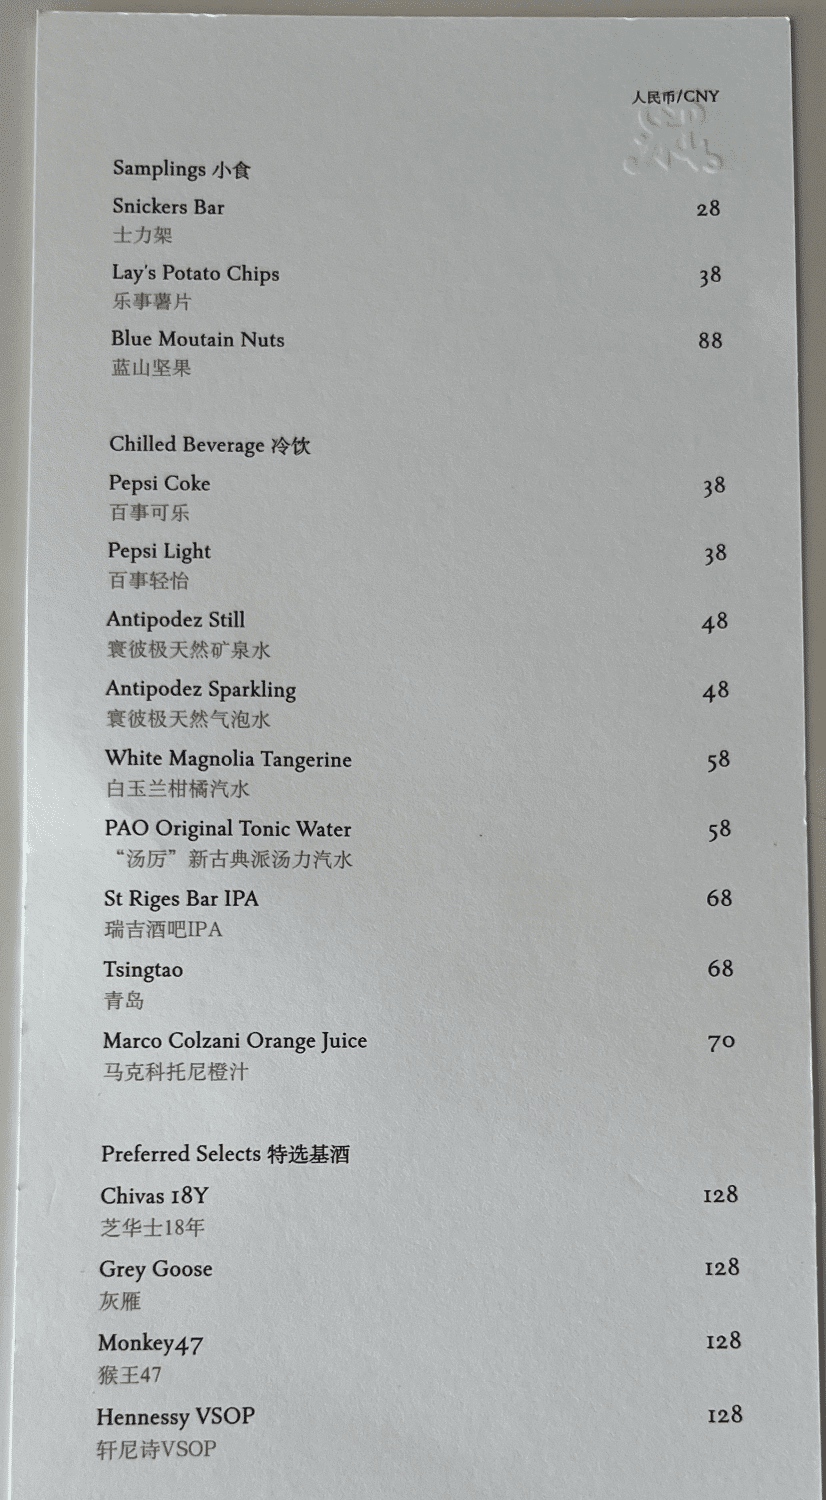 人民币/CNY
Samplings 小食
Snickers Bar 28
士力架
Lay's Potato Chips 38
乐事薯片
Blue Moutain Nuts 88
蓝山坚果
Chilled Beverage 冷饮
Pepsi Coke 38
百事可乐
Pepsi Light 38
百事轻怡
Antipodez Still 48
寰彼极天然矿泉水
Antipodez Sparkling 48
寰彼极天然气泡水
White Magnolia Tangerine 58
白玉兰柑橘汽水
PAO Original Tonic Water 58
“汤厉”新古典派汤力汽水
St Riges Bar IPA 68
瑞吉酒吧IPA
Tsingtao 68
青岛
Marco Colzani Orange Juice 70
马克科托尼橙汁
Preferred Selects 特选基酒
Chivas 18Y 128
芝华士18年
Grey Goose 128
灰雁
Monkey47 128
猴王47
Hennessy VSOP 128
轩尼诗VSOP